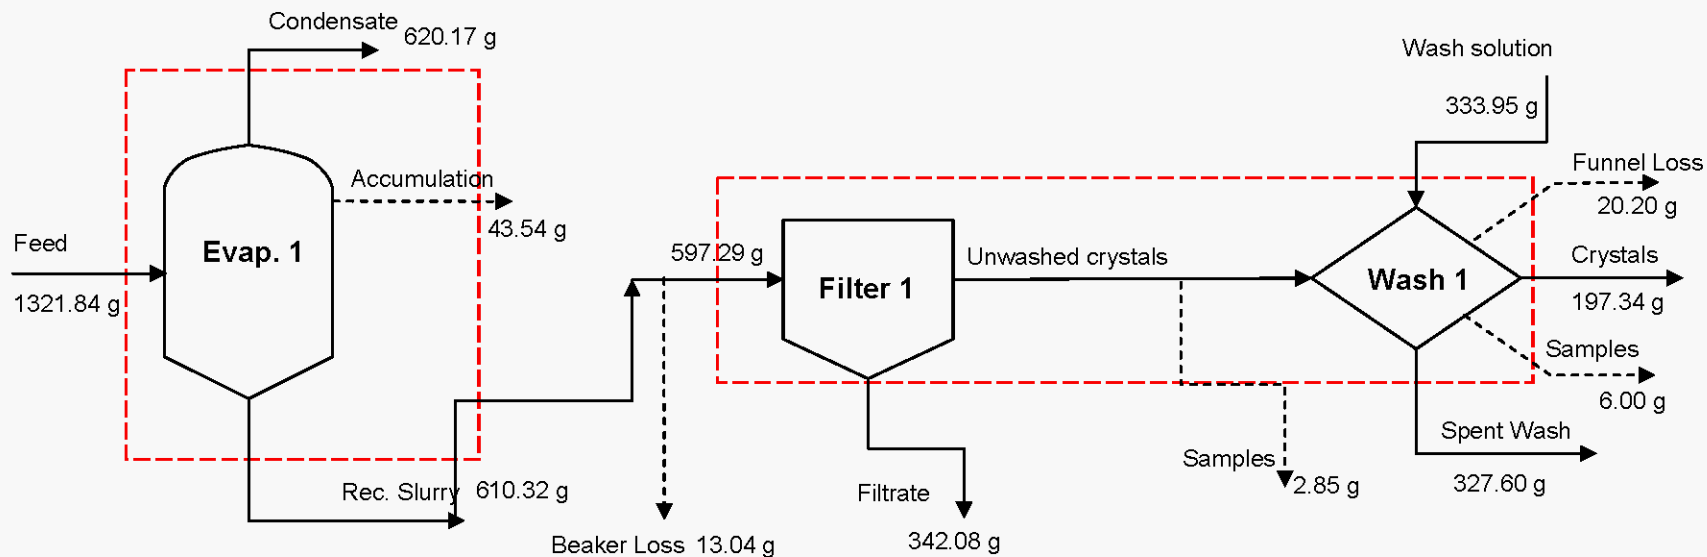 Condensate
620.17 g
Wash solution
333.95 g
Funnel Loss
20.20 g
Accumulation
43.54 g
Feed
1321.84 g
Evap. 1
597.29 g
Filter 1
Unwashed crystals
Wash 1
Crystals
197.34 g
Samples
6.00 g
Spent Wash
327.60 g
Samples
2.85 g
Rec. Slurry
610.32 g
Filtrate
342.08 g
Beaker Loss 13.04 g